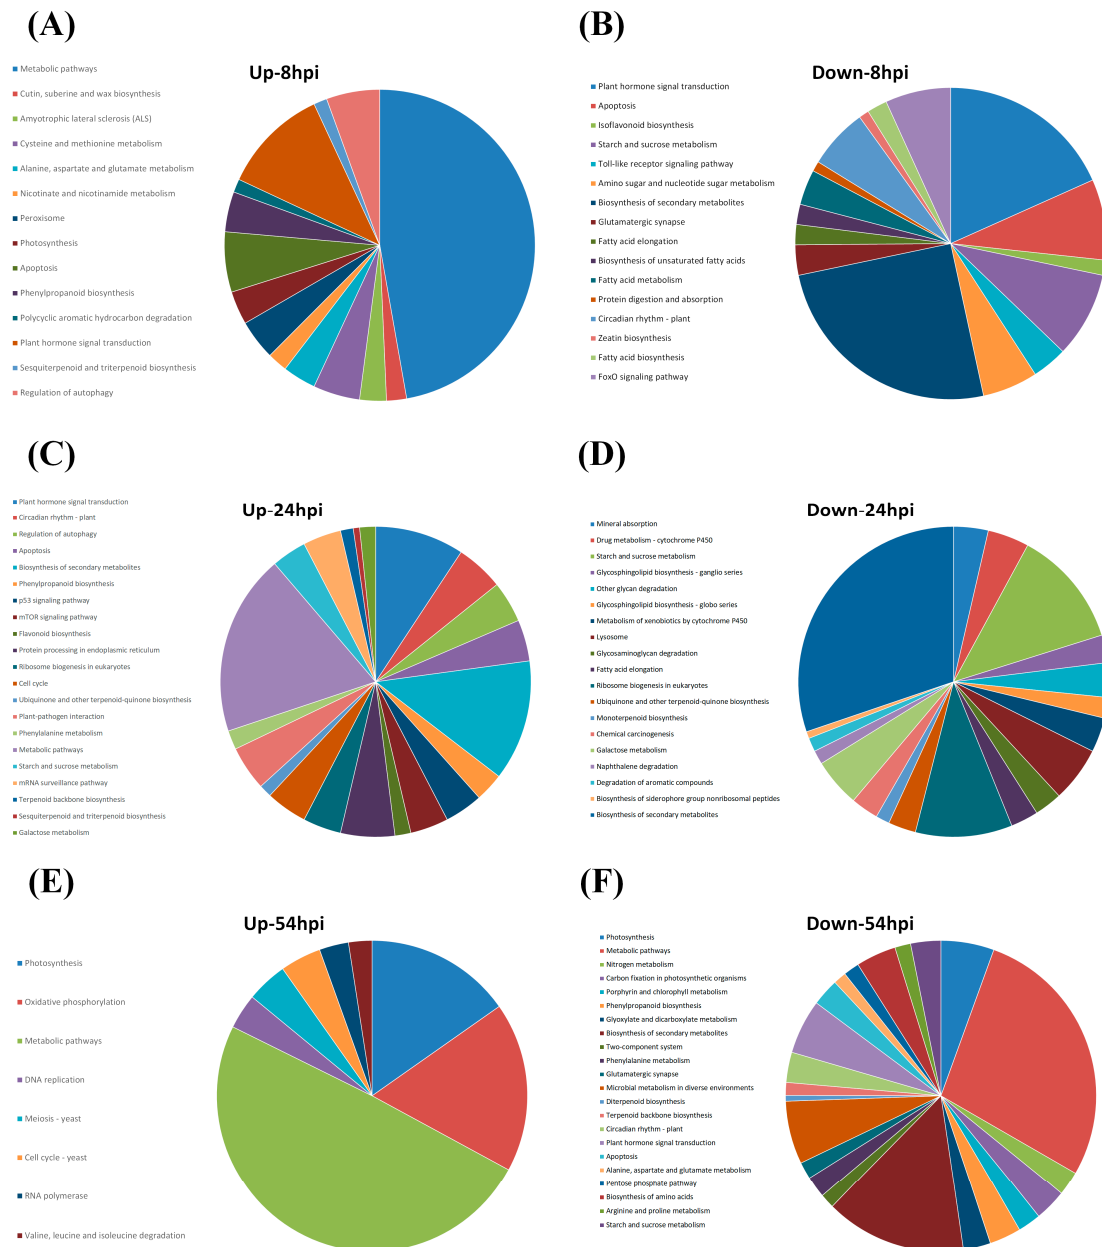 (A)
Up-8hpi
Metabolic pathways
Cutin, suberine and wax biosynthesis
Amyotrophic lateral sclerosis (ALS)
Cysteine and methionine metabolism
Alanine, aspartate and glutamate metabolism
Nicotinate and nicotinamide metabolism
Peroxisome
Photosynthesis
Apoptosis
Phenylpropanoid biosynthesis
Polycyclic aromatic hydrocarbon degradation
Plant hormone signal transduction
Sesquiterpenoid and triterpenoid biosynthesis
Regulation of autophagy
(B)
Down-8hpi
Plant hormone signal transduction
Apoptosis
Isoflavonoid biosynthesis
Starch and sucrose metabolism
Toll-like receptor signaling pathway
Amino sugar and nucleotide sugar metabolism
Biosynthesis of secondary metabolites
Glutamatergic synapse
Fatty acid elongation
Biosynthesis of unsaturated fatty acids
Fatty acid metabolism
Protein digestion and absorption
Circadian rhythm - plant
Zeatin biosynthesis
Fatty acid biosynthesis
FoxO signaling pathway
(C)
Up-24hpi
Plant hormone signal transduction
Circadian rhythm - plant
Regulation of autophagy
Apoptosis
Biosynthesis of secondary metabolites
Phenylpropanoid biosynthesis
p53 signaling pathway
mTOR signaling pathway
Flavonoid biosynthesis
Protein processing in endoplasmic reticulum
Ribosome biogenesis in eukaryotes
Cell cycle
Ubiquinone and other terpenoid-quinone biosynthesis
Plant-pathogen interaction
Phenylalanine metabolism
Metabolic pathways
Starch and sucrose metabolism
mRNA surveillance pathway
Terpenoid backbone biosynthesis
Sesquiterpenoid and triterpenoid biosynthesis
Galactose metabolism
(D)
Down-24hpi
Mineral absorption
Drug metabolism - cytochrome P450
Starch and sucrose metabolism
Glycosphingolipid biosynthesis - ganglio series
Other glycan degradation
Glycosphingolipid biosynthesis - globo series
Metabolism of xenobiotics by cytochrome P450
Lysosome
Glycosaminoglycan degradation
Fatty acid elongation
Ribosome biogenesis in eukaryotes
Ubiquinone and other terpenoid-quinone biosynthesis
Monoterpenoid biosynthesis
Chemical carcinogenesis
Galactose metabolism
Naphthalene degradation
Degradation of aromatic compounds
Biosynthesis of siderophore group nonribosomal peptides
Biosynthesis of secondary metabolites
(E)
Up-54hpi
Photosynthesis
Oxidative phosphorylation
Metabolic pathways
DNA replication
Meiosis - yeast
Cell cycle - yeast
RNA polymerase
Valine, leucine and isoleucine degradation
(F)
Down-54hpi
Photosynthesis
Metabolic pathways
Nitrogen metabolism
Carbon fixation in photosynthetic organisms
Porphyrin and chlorophyll metabolism
Phenylpropanoid biosynthesis
Glyoxylate and dicarboxylate metabolism
Biosynthesis of secondary metabolites
Two-component system
Phenylalanine metabolism
Glutamatergic synapse
Microbial metabolism in diverse environments
Diterpenoid biosynthesis
Terpenoid backbone biosynthesis
Circadian rhythm - plant
Plant hormone signal transduction
Apoptosis
Alanine, aspartate and glutamate metabolism
Pentose phosphate pathway
Biosynthesis of amino acids
Arginine and proline metabolism
Starch and sucrose metabolism